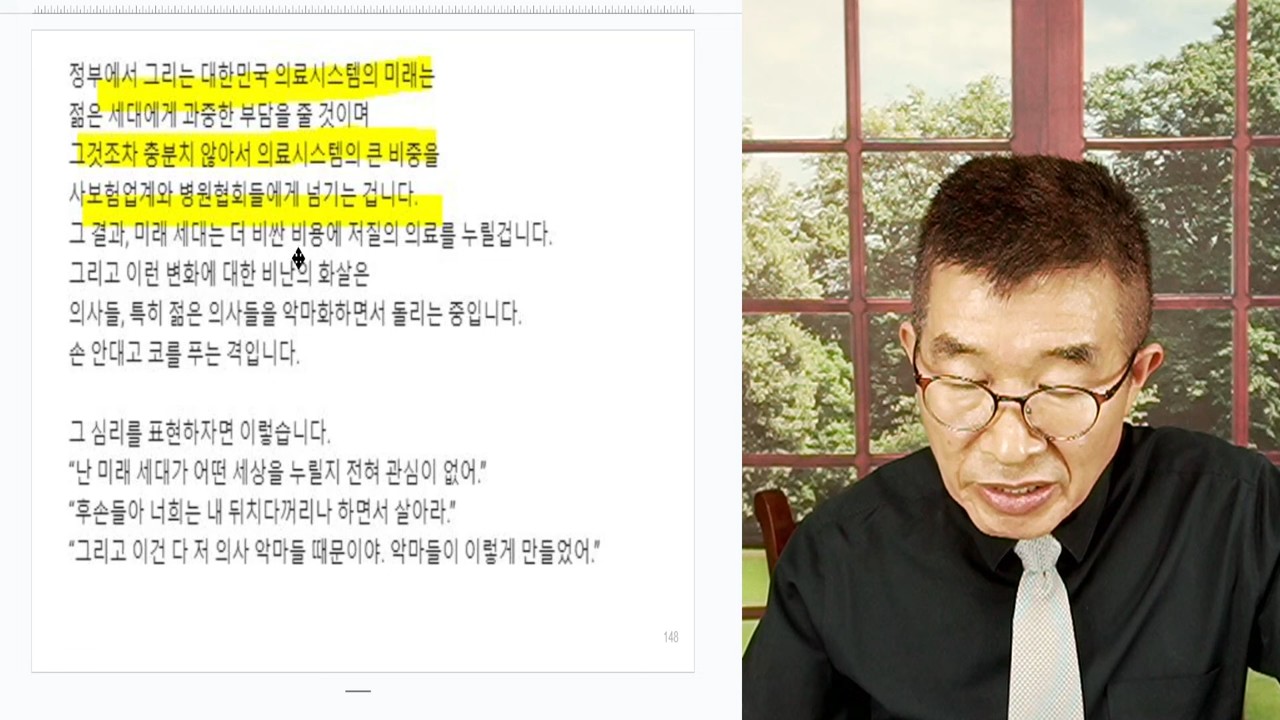 정부에서 그리는 대한민국 의료시스템의 미래는
젊은 세대에게 과중한 부담을 줄 것이며
그것조차 충분치 않아서 의료시스템의 큰 비중을
사보험업계와 병원협회들에게 넘기는 겁니다.
그 결과, 미래 세대는 더 비싼 비용에 저질의 의료를 누릴겁니다.
그리고 이런 변화에 대한 비난의 화살은
의사들, 특히 젊은 의사들을 악마화하면서 돌리는 중입니다.
손 안대고 코를 푸는 격입니다.
그 심리를 표현하자면 이렇습니다.
“난 미래 세대가 어떤 세상을 누릴지 전혀 관심이 없어.”
“후손들아 너희는 내 뒤치다꺼리나 하면서 살아라.”
“그리고 이건 다 저 의사 악마들 때문이야. 악마들이 이렇게 만들었어.”
148